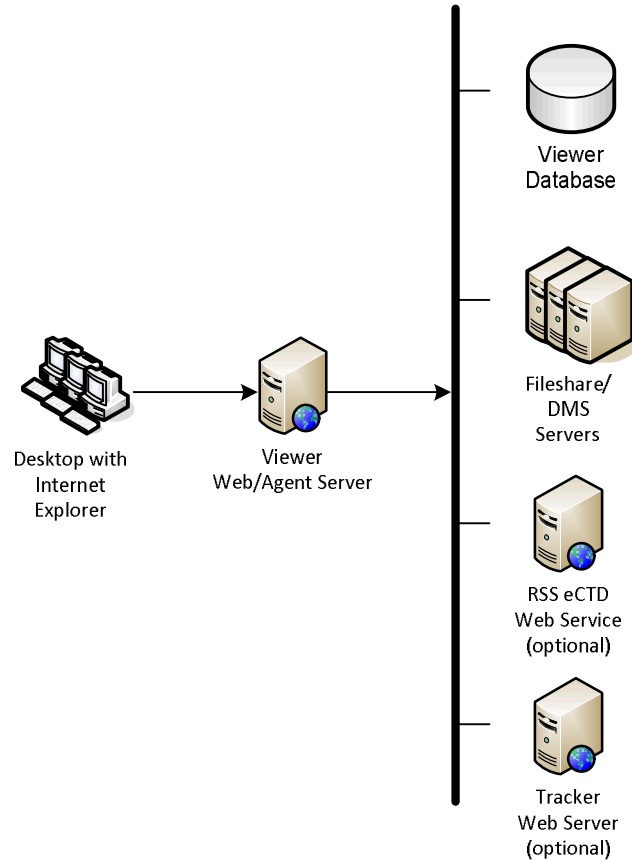 Viewer
Database
Fileshare/
DMS
Servers
Desktop with
Internet
Explorer
Viewer
Web/Agent Server
RSS eCTD
Web Service
(optional)
Tracker
Web Server
(optional)